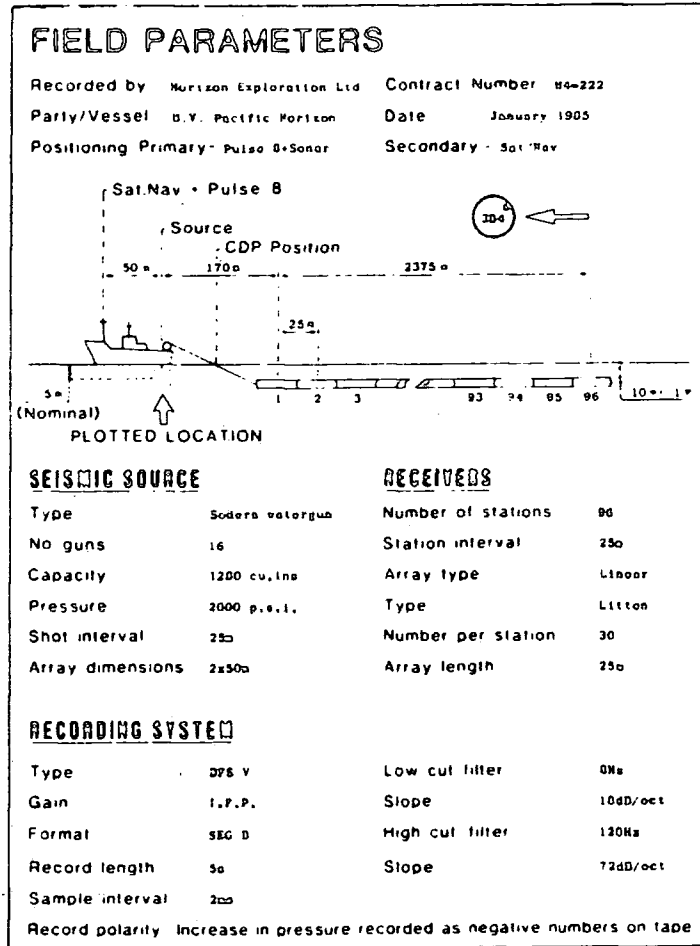 FIELD PARAMETERS
Recorded by Horizon Exploration Ltd Contract Number 84-222
Party/Vessel Pacific Horizon Date January
Positioning Primary- Pulse 8+Sonar Secondary - Sat Nav
Sat.Nav + Pulse 8
Source
CDP Position
50 m 170m 2375 m
25m
5m
(Nominal)
1 2 3 93 94 95 96
PLOTTED LOCATION
SEISMIC SOURCE RECEIVERS
Type Sodera watergun Number of stations 96
No guns 16 Station interval 25m
Capacity 1200 cu.ins Array type Linear
Pressure 2000 p.s.i. Type Litton
Shot interval 25m Number per station 30
Array dimensions 2x50m Array length 25m
RECORDING SYSTEM
Type DFS V Low cut filter
Gain I.F.P. Slope
Format SEG D High cut filter 120Hz
Record length 5s Slope 72dB/oct
Sample interval 2ms
Record polarity Increase in pressure recorded as negative numbers on tape